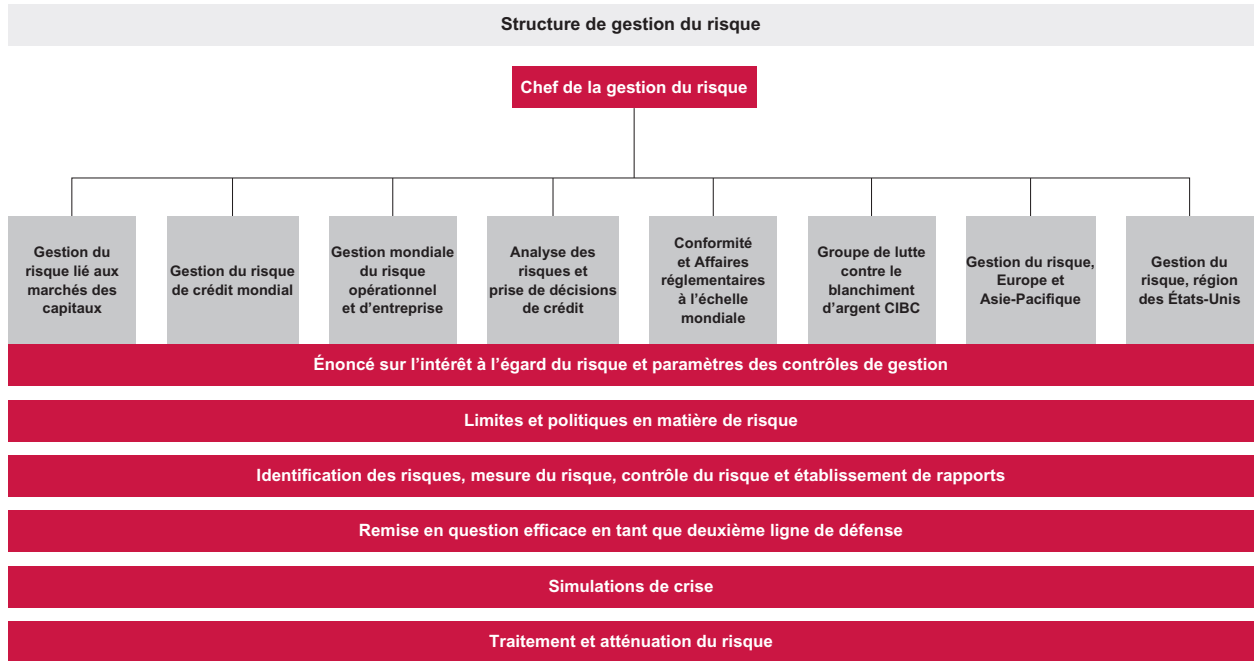 Structure de gestion du risque
Chef de la gestion du risque
Gestion du
risque lié aux
marchés des
capitaux
Gestion du risque
de crédit mondial
Gestion mondiale
du risque
opérationnel
et d’entreprise
Analyse des
risques et
prise de décisions
de crédit
Conformité
et Affaires
réglementaires
à l’échelle
mondiale
Groupe de lutte
contre le
blanchiment
d’argent CIBC
Gestion du risque,
Europe et
Asie-Pacifique
Gestion du
risque, région
des États-Unis
Énoncé sur l’intérêt à l’égard du risque et paramètres des contrôles de gestion
Limites et politiques en matière de risque
Identification des risques, mesure du risque, contrôle du risque et établissement de rapports
Remise en question efficace en tant que deuxième ligne de défense
Simulations de crise
Traitement et atténuation du risque